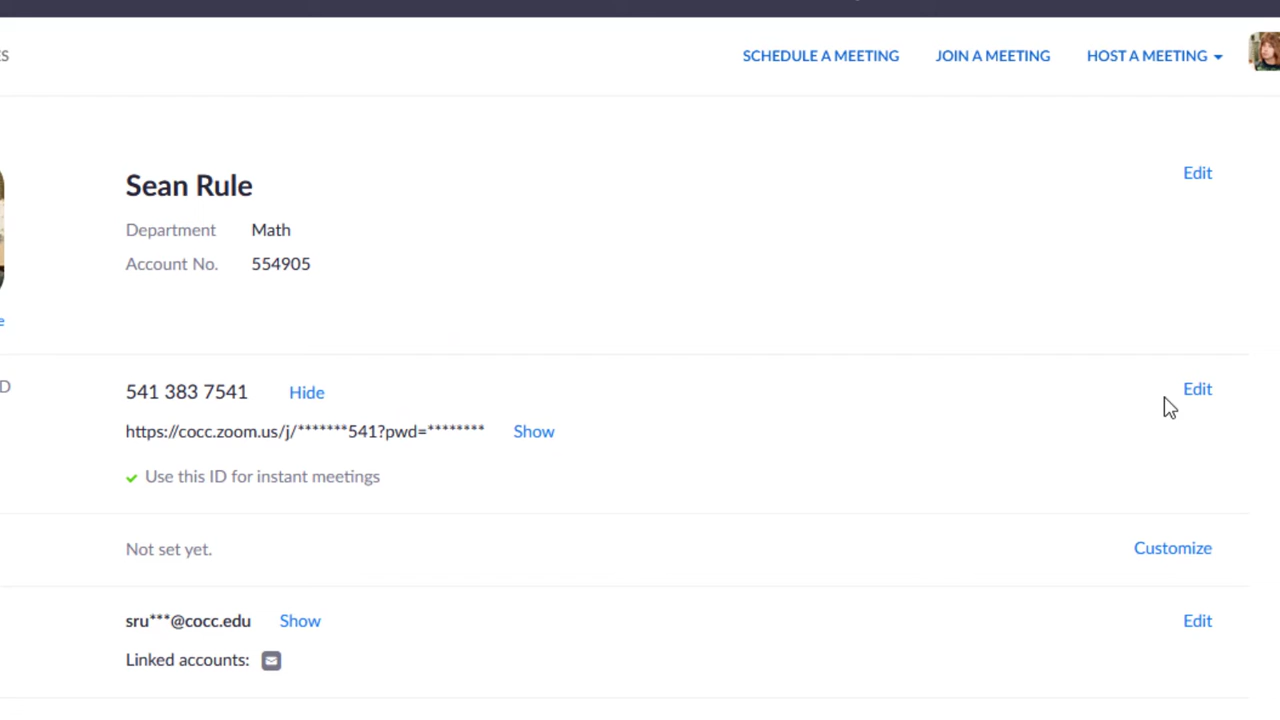 ES
SCHEDULE A MEETING JOIN A MEETING HOST A MEETING
Sean Rule
Edit
Department Math
Account No. 554905
e
D
541 383 7541 Hide
Edit
https://cocc.zoom.us/j/*******541?pwd=******** Show
Use this ID for instant meetings
Not set yet.
Customize
sru***@cocc.edu Show
Edit
Linked accounts: